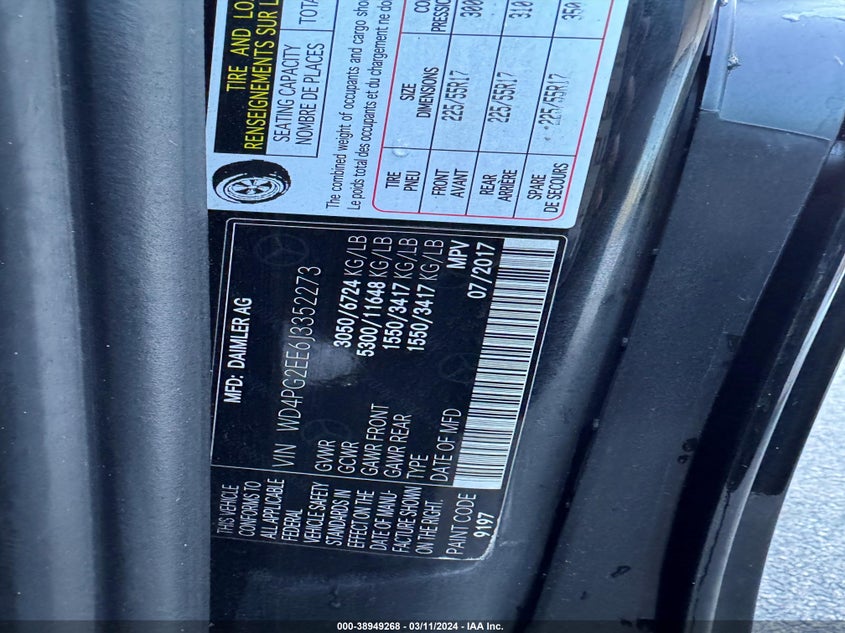 TIRE AND LO
RENSEIGNEMENTS SUR L
SEATING CAPACITY
NOMBRE DE PLACES
TOTA
The combined weight of occupants and cargo sho
Le poids total des occupants et du chargement ne do
TIRE
PNEU
SIZE
DIMENSIONS
CO
PRESSIO
FRONT
AVANT
225/55R17
300
REAR
ARRIÈRE
225/55R17
310
SPARE
DE SECOURS
225/55R17
350
MFD: DAIMLER AG
VIN WD4PG2EE6J3352273
GVWR 3050/6724 KG/LB
GCWR 5300/11648 KG/LB
GAWR FRONT 1550/3417 KG/LB
GAWR REAR 1550/3417 KG/LB
TYPE MPV
DATE OF MFD 07/2017
THIS VEHICLE
CONFORMS TO
ALL APPLICABLE
FEDERAL
VEHICLE SAFETY
STANDARDS IN
EFFECT ON THE
DATE OF MANU-
FACTURE SHOWN
ON THE RIGHT.
PAINT CODE
9197
000-38949268 - 03/11/2024 - IAA Inc.